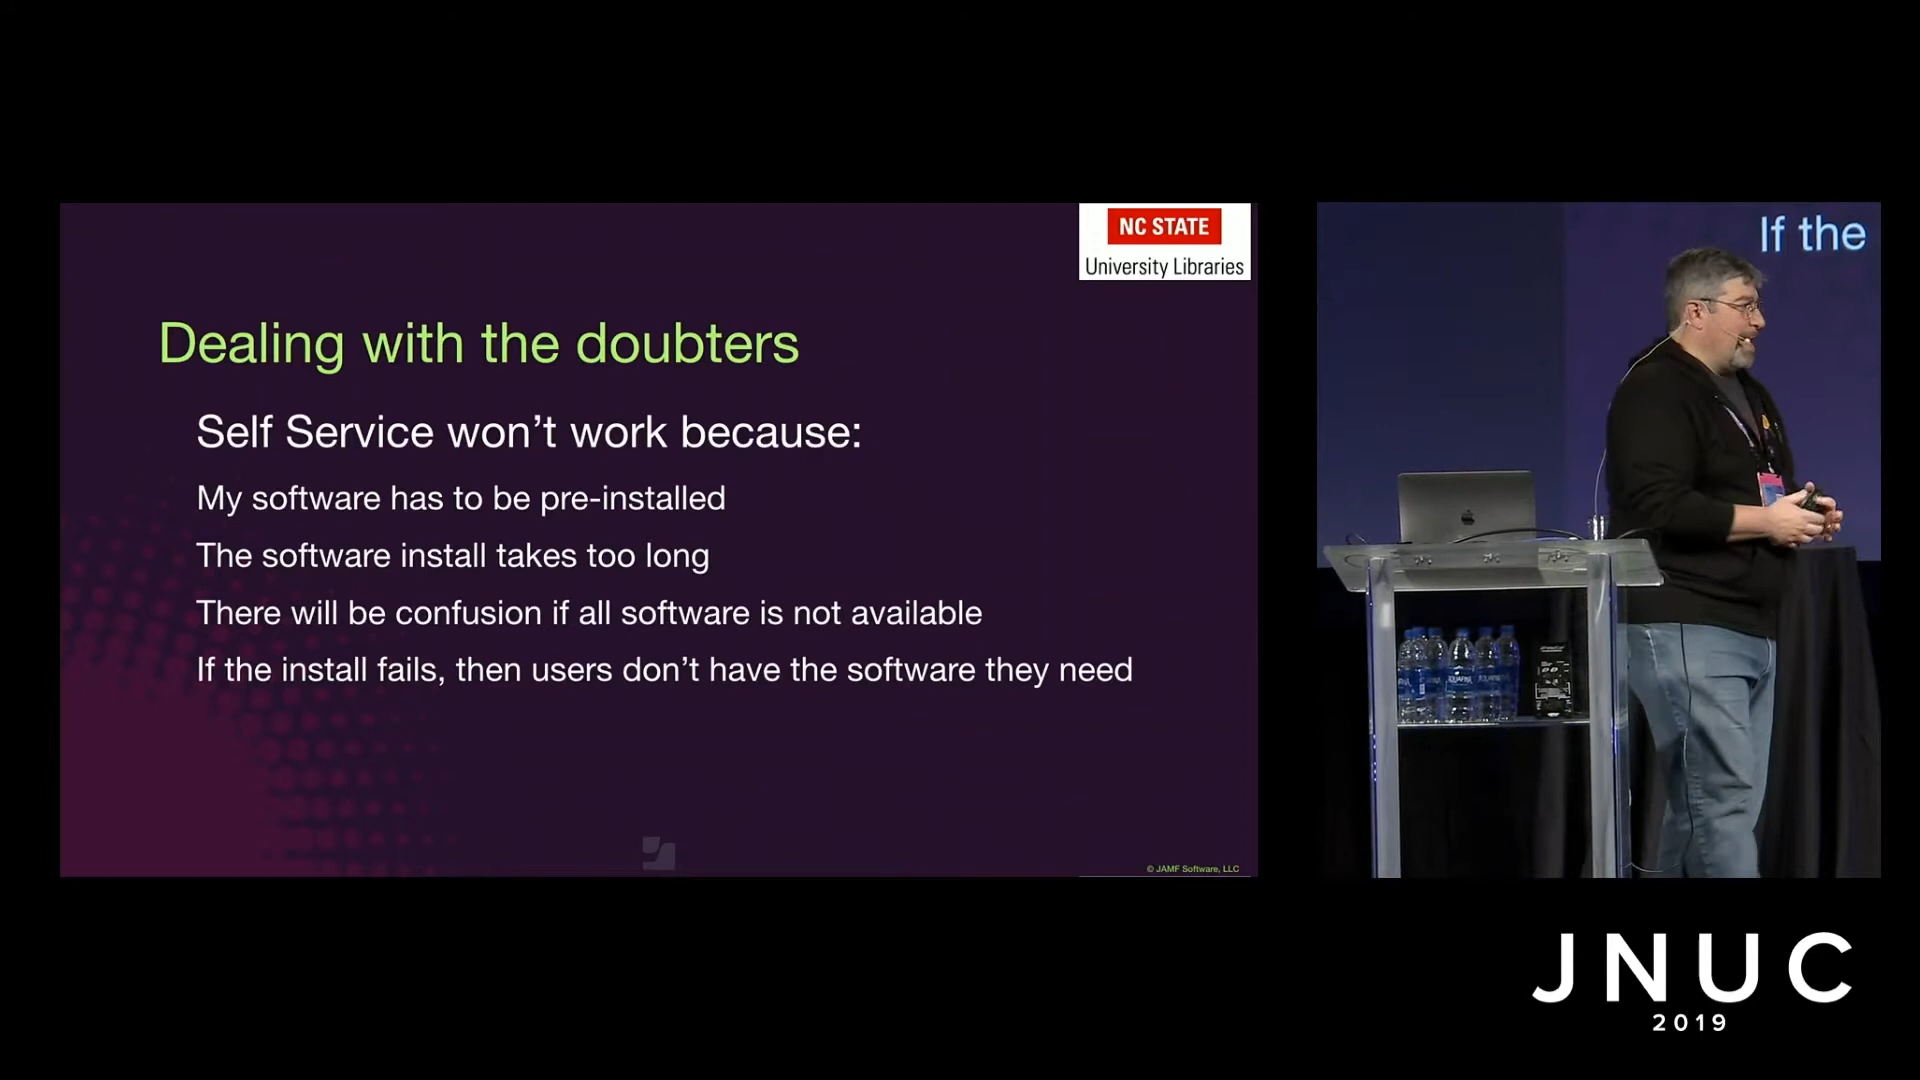 NC STATE
University Libraries
Dealing with the doubters
Self Service won't work because:
My software has to be pre-installed
The software install takes too long
There will be confusion if all software is not available
If the install fails, then users don't have the software they need
© JAMF Software, LLC
If the
AQUAFINA
JNUC
2019